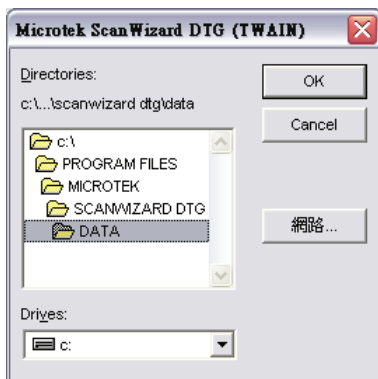 Microtek ScanWizard DTG (TWAIN)
Directories:
c:\...\scanwizard dtg\data
c:\
PROGRAM FILES
MICROTEK
SCANWIZARD DTG
DATA
Drives:
c:
OK
Cancel
網路...